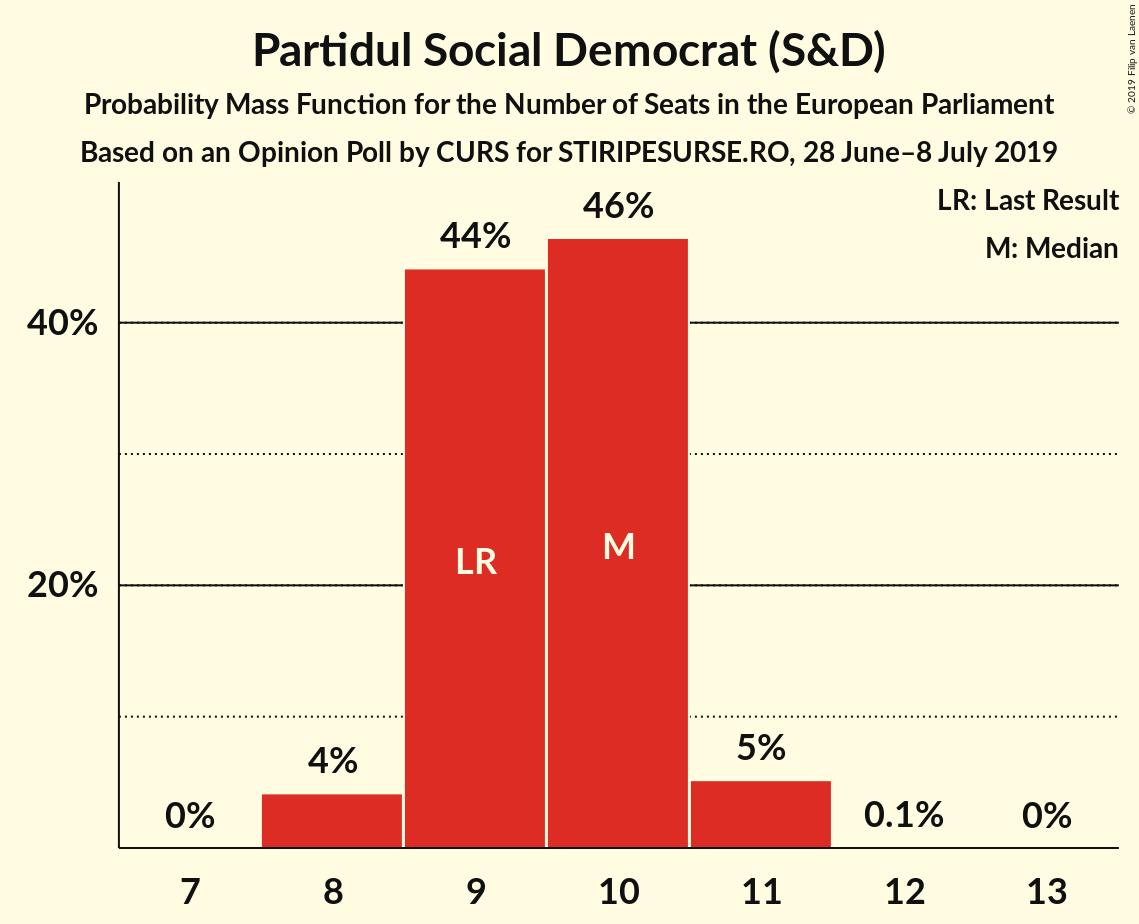 Partidul Social Democrat (S&D)
Probability Mass Function for the Number of Seats in the European Parliament
Based on an Opinion Poll by CURS for STIRIPESURSE.RO, 28 June–8 July 2019
© 2019 Filip van Laenen
LR: Last Result
M: Median
46%
44%
40%
M
LR
20%
5%
4%
0%
0.1%
0%
7 8 9 10 11 12 13